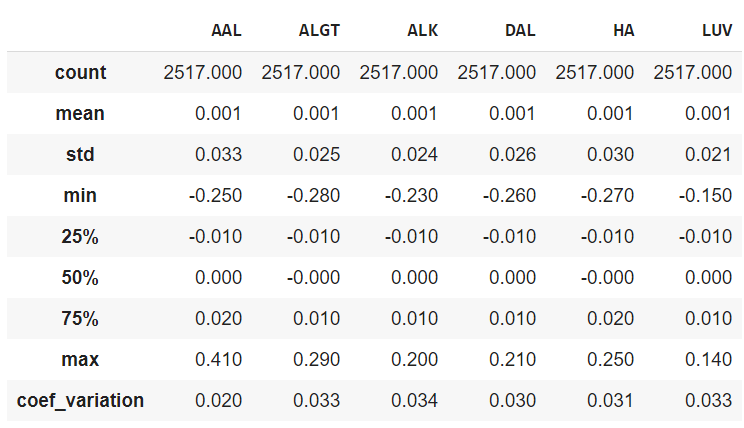 AAL ALGT ALK DAL HA LUV
count 2517.000 2517.000 2517.000 2517.000 2517.000 2517.000
mean 0.001 0.001 0.001 0.001 0.001 0.001
std 0.033 0.025 0.024 0.026 0.030 0.021
min -0.250 -0.280 -0.230 -0.260 -0.270 -0.150
25% -0.010 -0.010 -0.010 -0.010 -0.010 -0.010
50% 0.000 -0.000 0.000 0.000 -0.000 0.000
75% 0.020 0.010 0.010 0.010 0.020 0.010
max 0.410 0.290 0.200 0.210 0.250 0.140
coef_variation 0.020 0.033 0.034 0.030 0.031 0.033